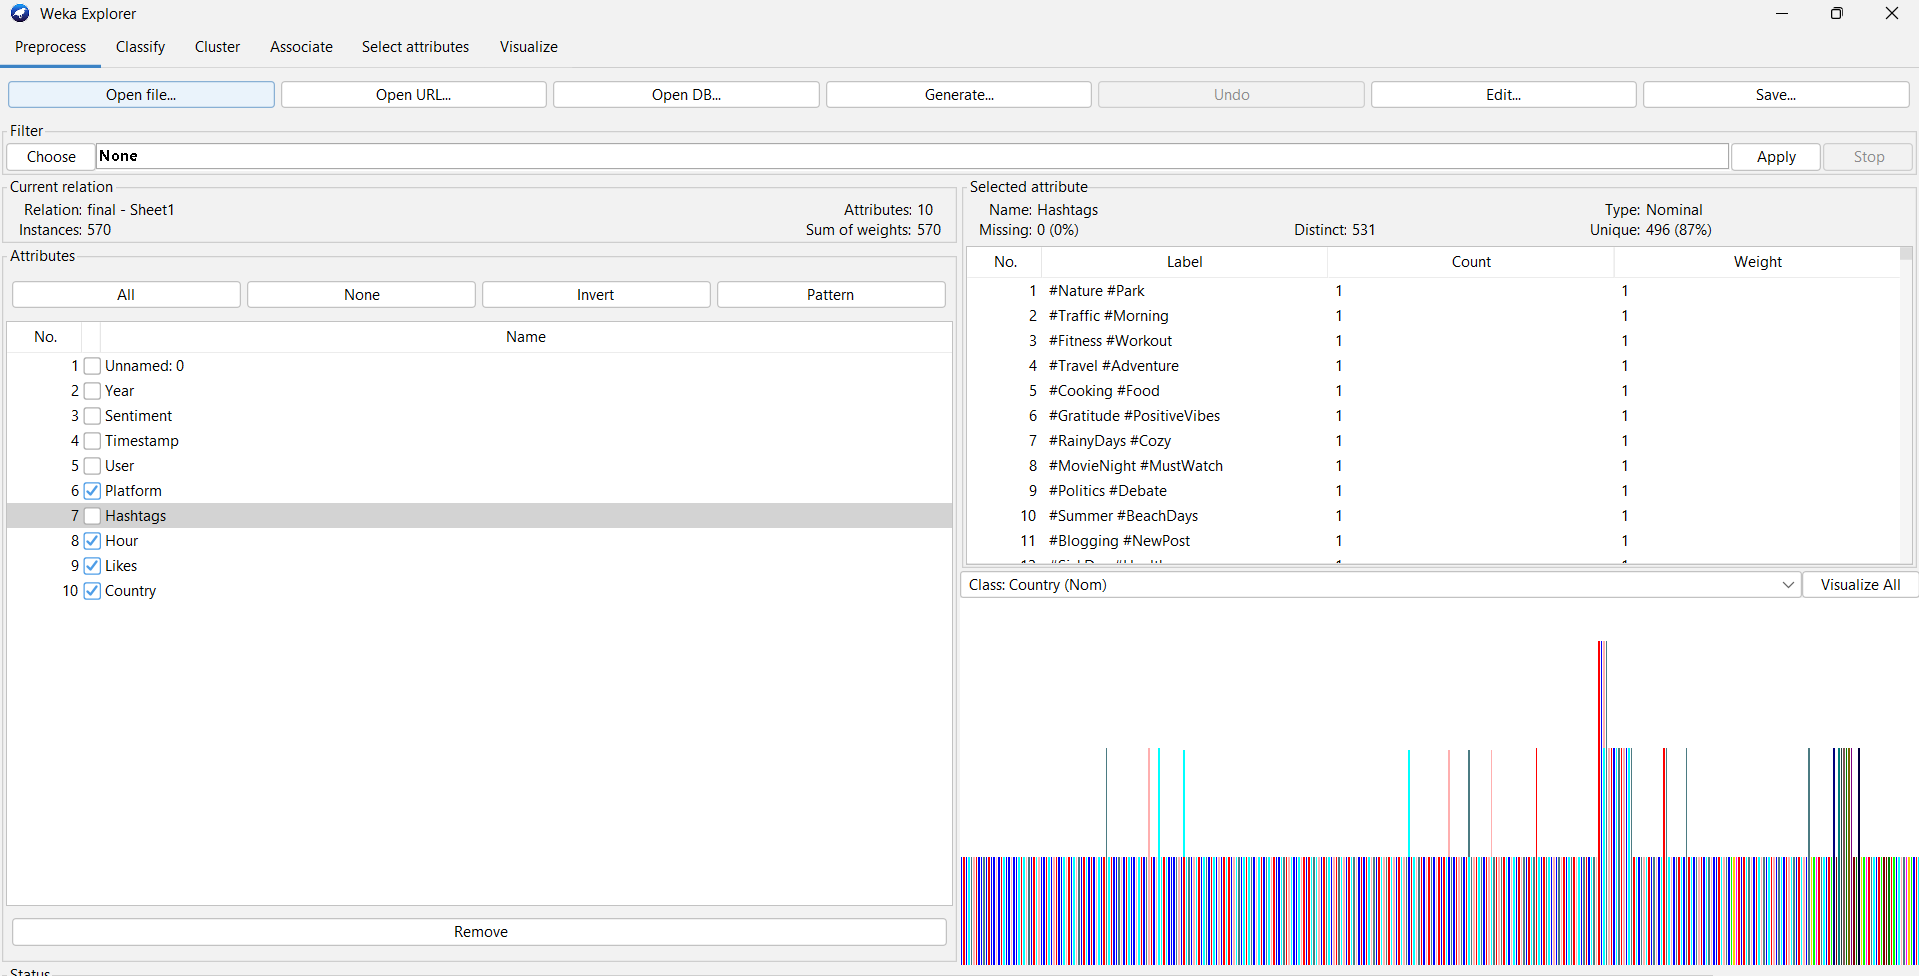 Weka Explorer
Preprocess Classify Cluster Associate Select attributes Visualize
Open file... Open URL... Open DB... Generate... Undo Edit... Save...
Filter
Choose None Apply Stop
Current relation
Relation: final - Sheet1 Attributes: 10
Instances: 570 Sum of weights: 570
Attributes
All None Invert Pattern
No. Name
1 Unnamed: 0
2 Year
3 Sentiment
4 Timestamp
5 User
6 Platform
7 Hashtags
8 Hour
9 Likes
10 Country
Remove
Status
Selected attribute
Name: Hashtags Type: Nominal
Missing: 0 (0%) Distinct: 531 Unique: 496 (87%)
No. Label Count Weight
1 #Nature #Park 1 1
2 #Traffic #Morning 1 1
3 #Fitness #Workout 1 1
4 #Travel #Adventure 1 1
5 #Cooking #Food 1 1
6 #Gratitude #PositiveVibes 1 1
7 #RainyDays #Cozy 1 1
8 #MovieNight #MustWatch 1 1
9 #Politics #Debate 1 1
10 #Summer #BeachDays 1 1
11 #Blogging #NewPost 1 1
Class: Country (Nom) Visualize All